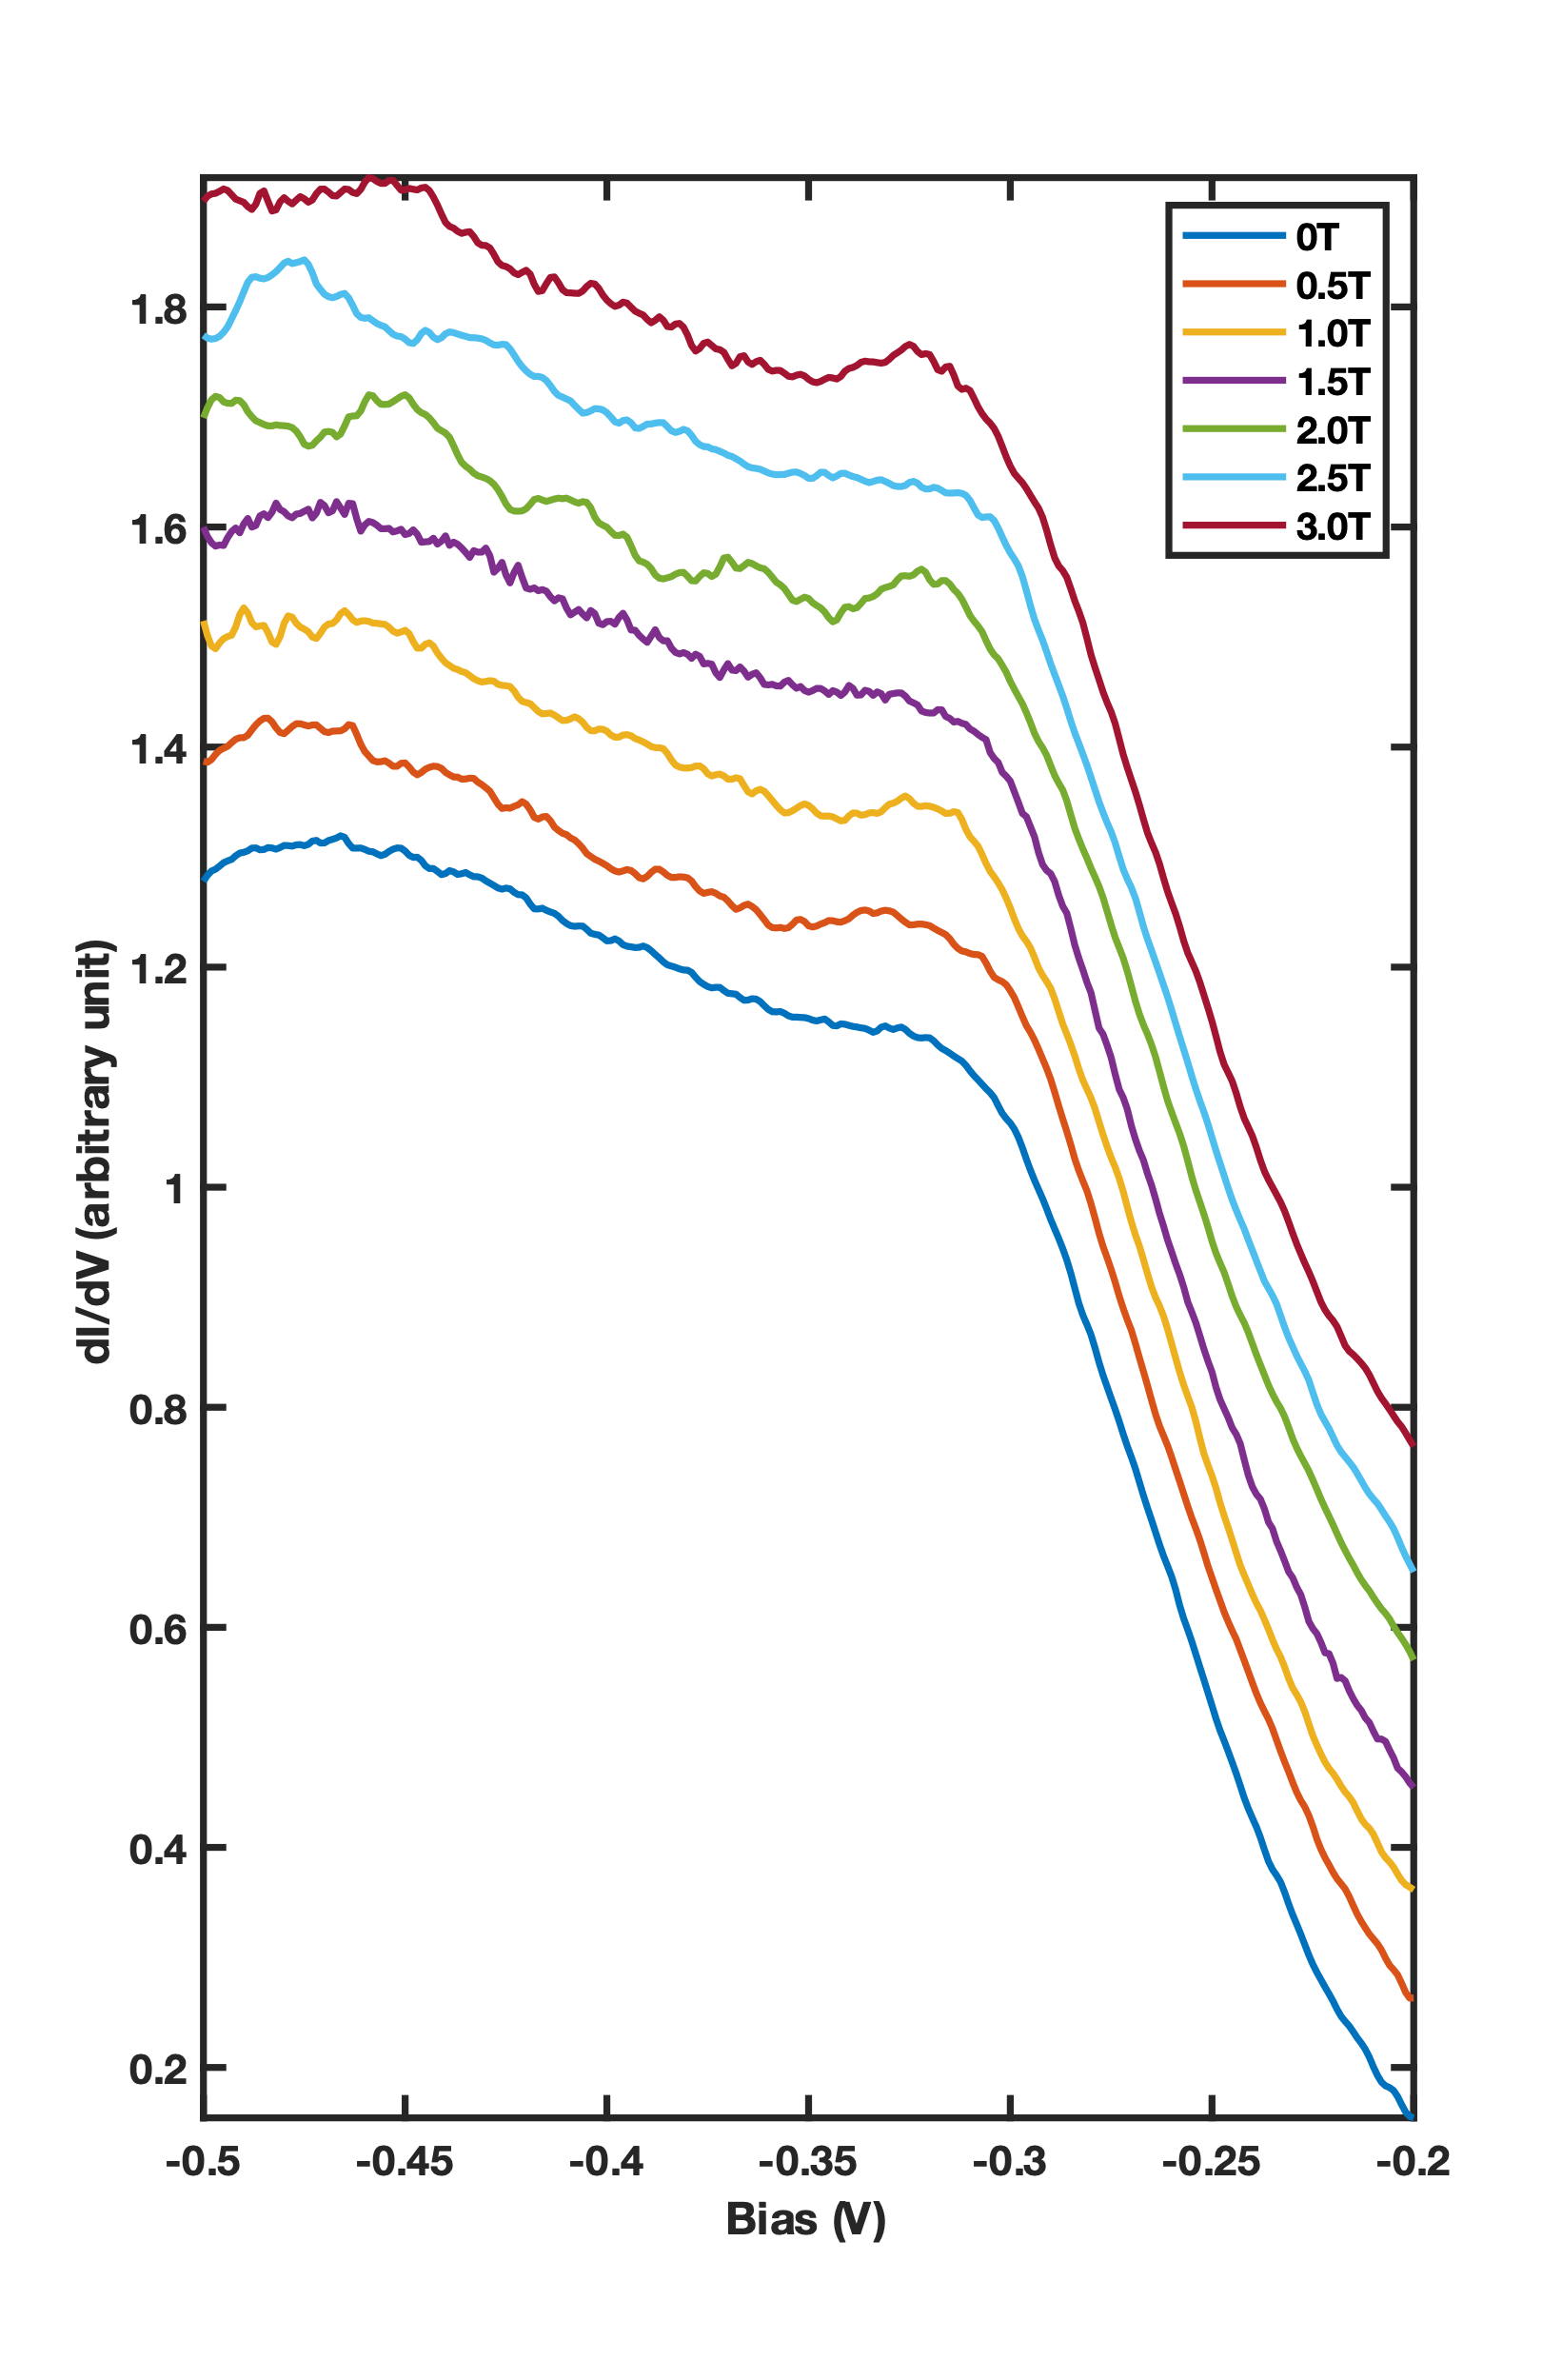 0T
0.5T
1.0T
1.5T
2.0T
2.5T
3.0T
1.8
1.6
1.4
1.2
1
0.8
0.6
0.4
0.2
dI/dV (arbitrary unit)
-0.5 -0.45 -0.4 -0.35 -0.3 -0.25 -0.2
Bias (V)